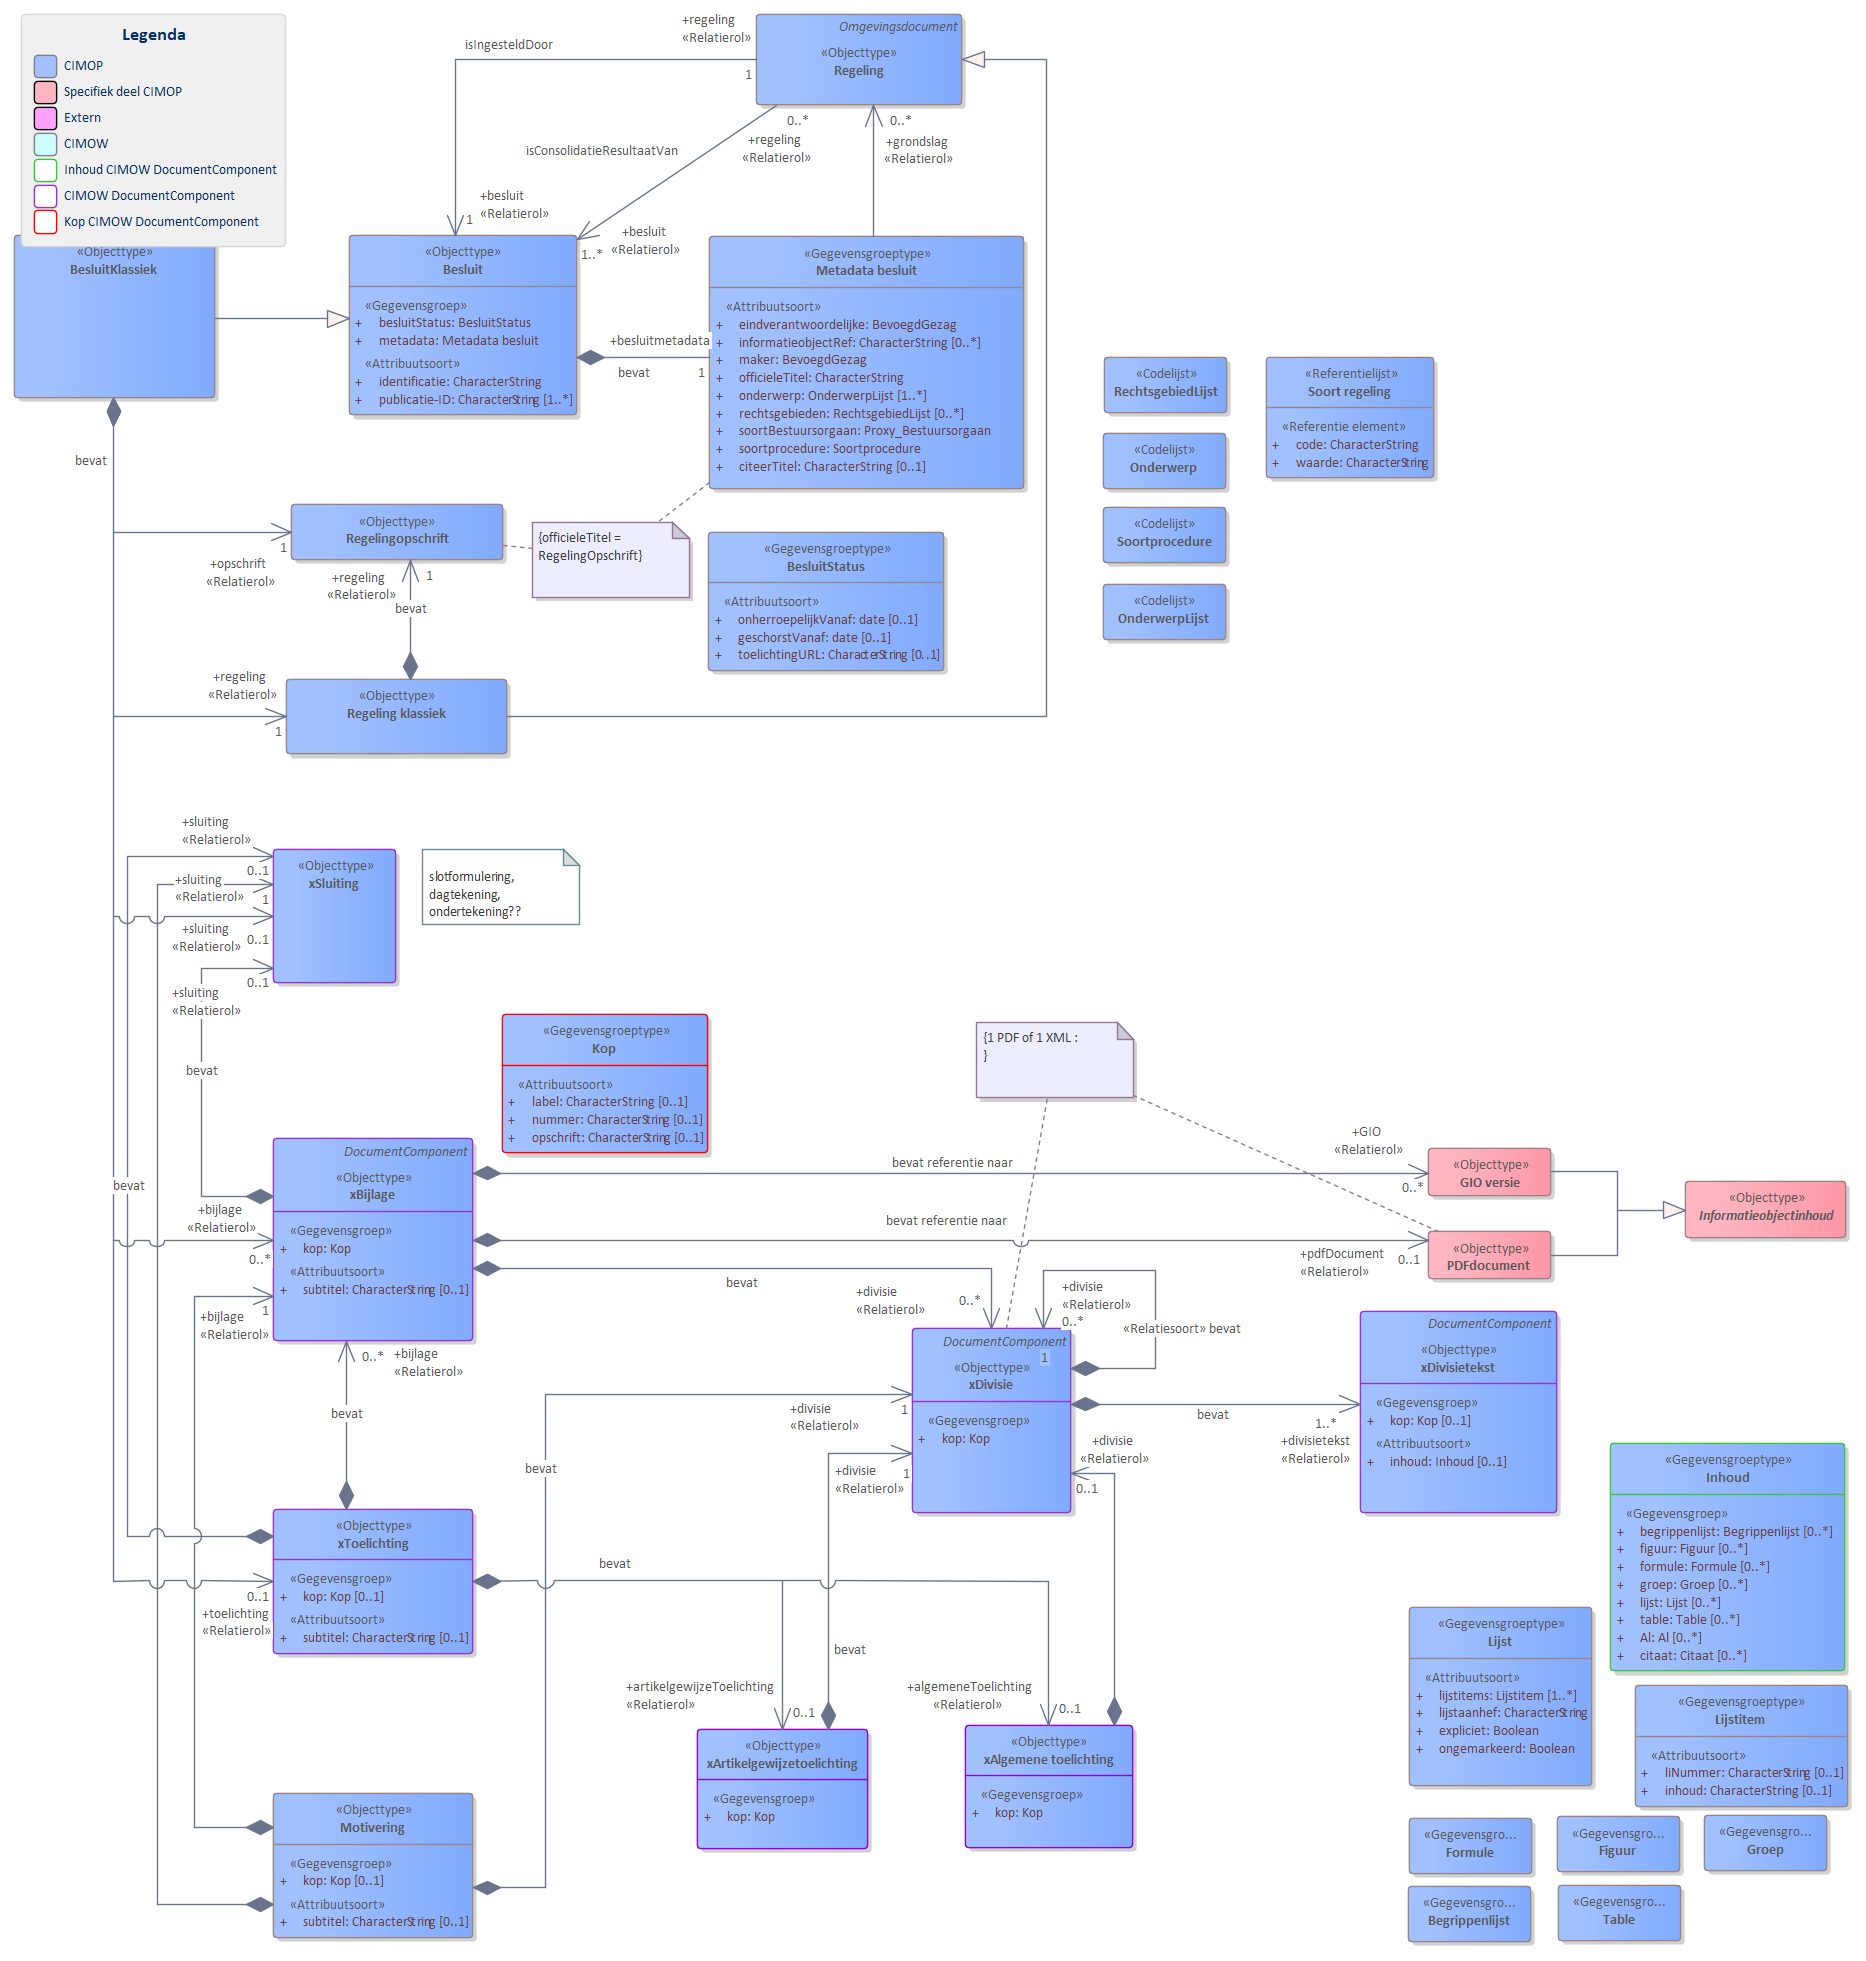 Legenda
CIMOP
Specifiek deel CIMOP
Extern
CIMOW
Inhoud CIMOW DocumentComponent
CIMOW DocumentComponent
Kop CIMOW DocumentComponent
Omgevingsdocument
«Objecttype»
Regeling
+regeling
«Relatierol»
1
isIngesteldDoor
+besluit
«Relatierol»
1
0..*
+regeling
«Relatierol»
isConsolidatieResultaatVan
+besluit
«Relatierol»
1..*
0..*
+grondslag
«Relatierol»
«Objecttype»
BesluitKlassiek
«Objecttype»
Besluit
«Gegevensgroep»
+ besluitStatus: BesluitStatus
+ metadata: Metadata besluit
«Attribuutsoort»
+ identificatie: CharacterString
+ publicatie-ID: CharacterString [1..*]
+besluitmetadata
bevat
1
«Gegevensgroeptype»
Metadata besluit
«Attribuutsoort»
+ eindverantwoordelijke: BevoegdGezag
+ informatieobjectRef: CharacterString [0..*]
+ maker: BevoegdGezag
+ officieleTitel: CharacterString
+ onderwerp: OnderwerpLijst [1..*]
+ rechtsgebieden: RechtsgebiedLijst [0..*]
+ soortBestuursorgaan: Proxy_Bestuursorgaan
+ soortprocedure: Soortprocedure
+ citeerTitel: CharacterString [0..1]
«Codelijst»
RechtsgebiedLijst
«Codelijst»
Onderwerp
«Codelijst»
Soortprocedure
«Codelijst»
OnderwerpLijst
«Referentielijst»
Soort regeling
«Referentie element»
+ code: CharacterString
+ waarde: CharacterString
bevat
«Objecttype»
Regelingopschrift
1
+opschrift
«Relatierol»
+regeling
«Relatierol»
1
bevat
{officieleTitel =
RegelingOpschrift}
«Gegevensgroeptype»
BesluitStatus
«Attribuutsoort»
+ onherroepelijkVanaf: date [0..1]
+ geschorstVanaf: date [0..1]
+ toelichtingURL: CharacterString [0..1]
+regeling
«Relatierol»
1
«Objecttype»
Regeling klassiek
+sluiting
«Relatierol»
0..1
+sluiting
«Relatierol»
1
+sluiting
«Relatierol»
0..1
0..1
+sluiting
«Relatierol»
«Objecttype»
xSluiting
slotformulering,
dagtekening,
ondertekening??
bevat
«Gegevensgroeptype»
Kop
«Attribuutsoort»
+ label: CharacterString [0..1]
+ nummer: CharacterString [0..1]
+ opschrift: CharacterString [0..1]
{1 PDF of 1 XML :
}
bevat
DocumentComponent
«Objecttype»
xBijlage
«Gegevensgroep»
+ kop: Kop
«Attribuutsoort»
+ subtitel: CharacterString [0..1]
+bijlage
«Relatierol»
0..*
1
+bijlage
«Relatierol»
0..*
+bijlage
«Relatierol»
bevat
bevat referentie naar
+GIO
«Relatierol»
0..*
«Objecttype»
GIO versie
bevat referentie naar
+pdfDocument
«Relatierol»
0..1
«Objecttype»
PDFdocument
«Objecttype»
Informatieobjectinhoud
bevat
+divisie
«Relatierol»
0..*
+divisie
«Relatierol»
0..*
«Relatiesoort» bevat
DocumentComponent
1
«Objecttype»
xDivisie
«Gegevensgroep»
+ kop: Kop
+divisie
«Relatierol»
1
+divisie
«Relatierol»
1
+divisie
«Relatierol»
0..1
bevat
1..*
+divisietekst
«Relatierol»
DocumentComponent
«Objecttype»
xDivisietekst
«Gegevensgroep»
+ kop: Kop [0..1]
«Attribuutsoort»
+ inhoud: Inhoud [0..1]
bevat
«Objecttype»
xToelichting
«Gegevensgroep»
+ kop: Kop [0..1]
«Attribuutsoort»
+ subtitel: CharacterString [0..1]
0..1
+toelichting
«Relatierol»
bevat
bevat
+artikelgewijzeToelichting
«Relatierol»
0..1
+algemeneToelichting
«Relatierol»
0..1
«Objecttype»
xArtikelgewijzetoelichting
«Gegevensgroep»
+ kop: Kop
«Objecttype»
xAlgemene toelichting
«Gegevensgroep»
+ kop: Kop
«Objecttype»
Motivering
«Gegevensgroep»
+ kop: Kop [0..1]
«Attribuutsoort»
+ subtitel: CharacterString [0..1]
«Gegevensgroeptype»
Inhoud
«Gegevensgroep»
+ begrippenlijst: Begrippenlijst [0..*]
+ figuur: Figuur [0..*]
+ formule: Formule [0..*]
+ groep: Groep [0..*]
+ lijst: Lijst [0..*]
+ table: Table [0..*]
+ Al: Al [0..*]
+ citaat: Citaat [0..*]
«Gegevensgroeptype»
Lijst
«Attribuutsoort»
+ lijstitems: Lijstitem [1..*]
+ lijstaanhef: CharacterString
+ expliciet: Boolean
+ ongemarkeerd: Boolean
«Gegevensgroeptype»
Lijstitem
«Attribuutsoort»
+ liNummer: CharacterString [0..1]
+ inhoud: CharacterString [0..1]
«Gegevensgro...
Formule
«Gegevensgro...
Figuur
«Gegevensgro...
Groep
«Gegevensgro...
Begrippenlijst
«Gegevensgro...
Table